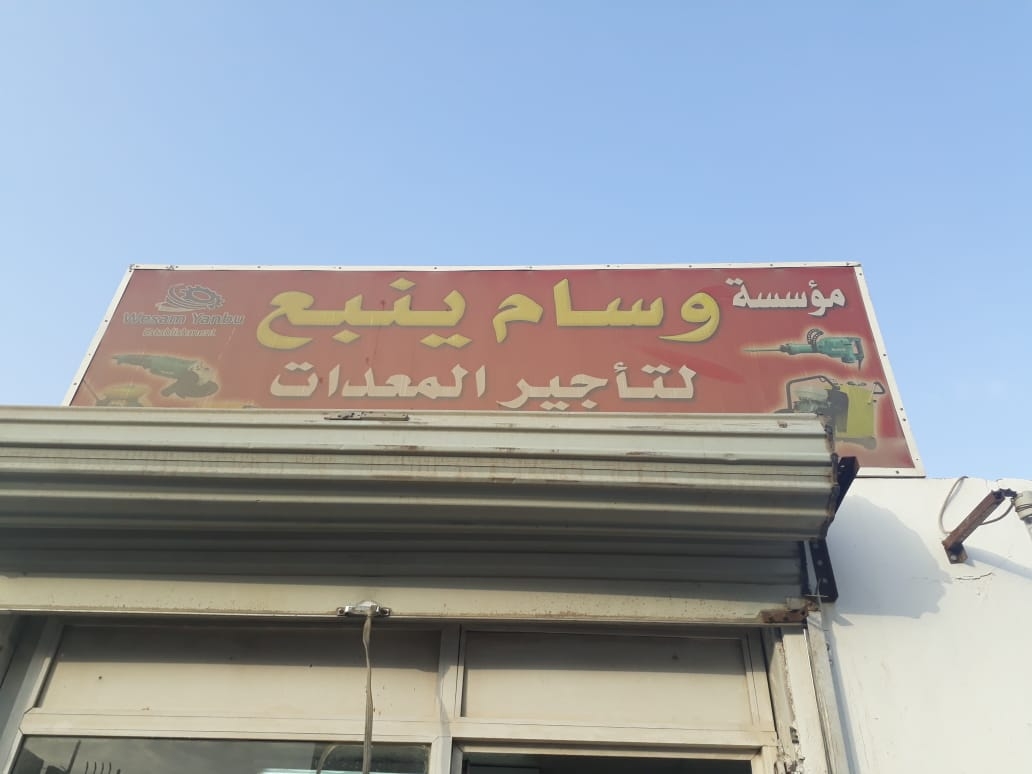 مؤسسة وسام ينبع
لتأجير المعدات
Wesam Yanbu
Establishment